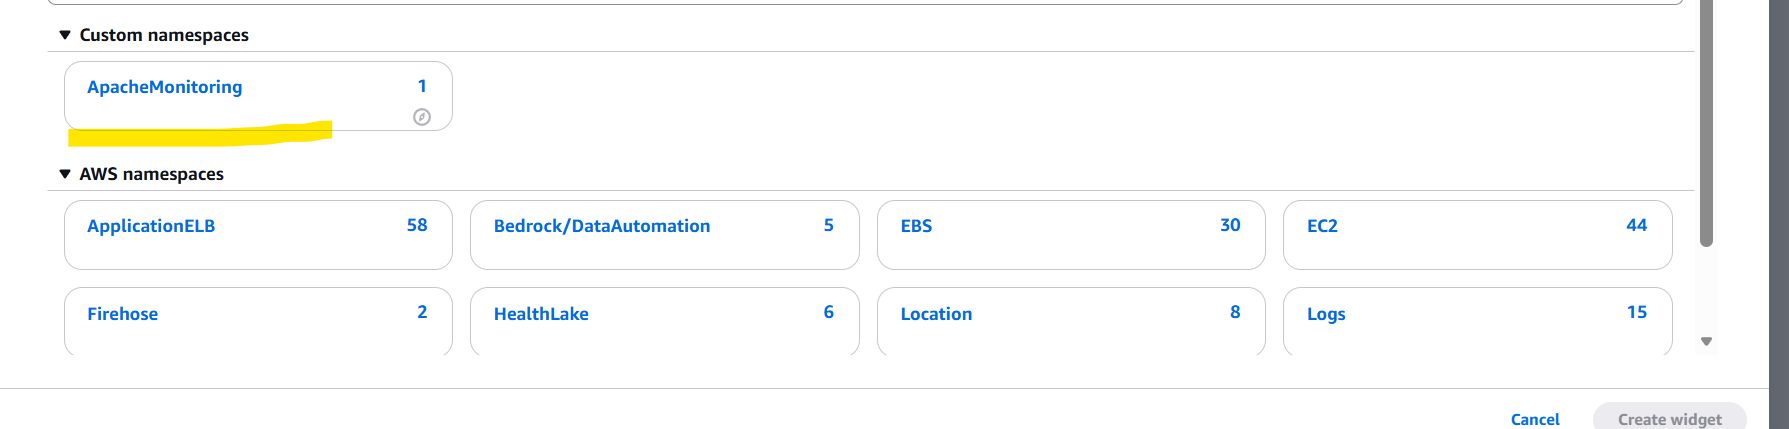 Custom namespaces
ApacheMonitoring 1
AWS namespaces
ApplicationELB 58 Bedrock/DataAutomation 5 EBS 30 EC2 44
Firehose 2 HealthLake 6 Location 8 Logs 15
Cancel Create widget